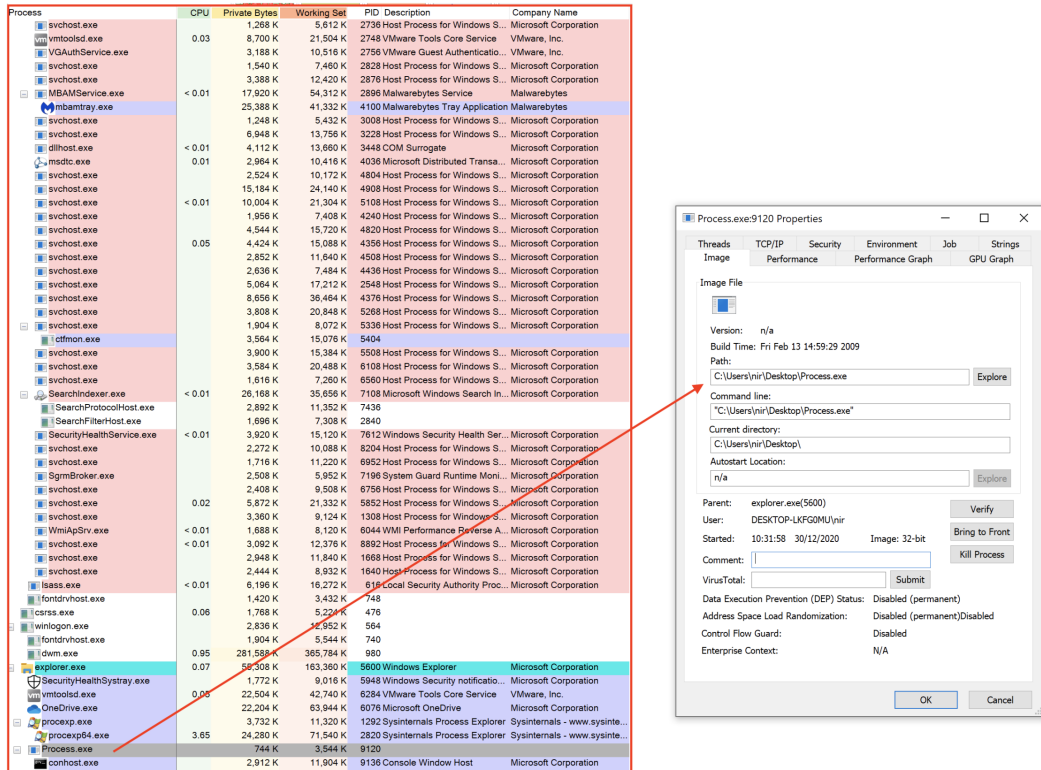 Process CPU Private Bytes Working Set PID Description Company Name
svchost.exe 1,268 K 5,612 K 2736 Host Process for Windows S... Microsoft Corporation
vmtoolsd.exe 0.03 8,700 K 21,504 K 2748 VMware Tools Core Service VMware, Inc.
VGAuthService.exe 3,188 K 10,516 K 2756 VMware Guest Authenticatio... VMware, Inc.
svchost.exe 1,540 K 7,460 K 2828 Host Process for Windows S... Microsoft Corporation
svchost.exe 3,388 K 12,420 K 2876 Host Process for Windows S... Microsoft Corporation
MBAMService.exe < 0.01 17,920 K 54,312 K 2896 Malwarebytes Service Malwarebytes
mbamtray.exe 25,388 K 41,332 K 4100 Malwarebytes Tray Application Malwarebytes
svchost.exe 1,248 K 5,432 K 3008 Host Process for Windows S... Microsoft Corporation
svchost.exe 6,948 K 13,756 K 3228 Host Process for Windows S... Microsoft Corporation
dllhost.exe < 0.01 4,112 K 13,660 K 3448 COM Surrogate Microsoft Corporation
msdtc.exe 0.01 2,964 K 10,416 K 4036 Microsoft Distributed Transa... Microsoft Corporation
svchost.exe 2,524 K 10,172 K 4804 Host Process for Windows S... Microsoft Corporation
svchost.exe 15,184 K 24,140 K 4908 Host Process for Windows S... Microsoft Corporation
svchost.exe < 0.01 10,004 K 21,304 K 5108 Host Process for Windows S... Microsoft Corporation
svchost.exe 1,956 K 7,408 K 4240 Host Process for Windows S... Microsoft Corporation
svchost.exe 4,544 K 15,720 K 4820 Host Process for Windows S... Microsoft Corporation
svchost.exe 0.05 4,424 K 15,088 K 4356 Host Process for Windows S... Microsoft Corporation
svchost.exe 2,852 K 11,640 K 4508 Host Process for Windows S... Microsoft Corporation
svchost.exe 2,636 K 7,484 K 4436 Host Process for Windows S... Microsoft Corporation
svchost.exe 5,064 K 17,212 K 2548 Host Process for Windows S... Microsoft Corporation
svchost.exe 8,656 K 36,464 K 4376 Host Process for Windows S... Microsoft Corporation
svchost.exe 3,808 K 20,848 K 5268 Host Process for Windows S... Microsoft Corporation
svchost.exe 1,904 K 8,072 K 5336 Host Process for Windows S... Microsoft Corporation
ctfmon.exe 3,564 K 15,076 K 5404
svchost.exe 3,900 K 15,384 K 5508 Host Process for Windows S... Microsoft Corporation
svchost.exe 3,584 K 20,488 K 6108 Host Process for Windows S... Microsoft Corporation
svchost.exe 1,616 K 7,260 K 6560 Host Process for Windows S... Microsoft Corporation
SearchIndexer.exe < 0.01 26,168 K 35,656 K 7108 Microsoft Windows Search In... Microsoft Corporation
SearchProtocolHost.exe 2,892 K 11,352 K 7436
SearchFilterHost.exe 1,696 K 7,308 K 2840
SecurityHealthService.exe < 0.01 3,920 K 15,120 K 7612 Windows Security Health Ser... Microsoft Corporation
svchost.exe 2,272 K 10,088 K 8204 Host Process for Windows S... Microsoft Corporation
svchost.exe 1,716 K 11,220 K 6952 Host Process for Windows S... Microsoft Corporation
SgrmBroker.exe 2,508 K 5,952 K 7196 System Guard Runtime Moni... Microsoft Corporation
svchost.exe 2,408 K 9,508 K 6756 Host Process for Windows S... Microsoft Corporation
svchost.exe 0.02 5,872 K 21,332 K 5852 Host Process for Windows S... Microsoft Corporation
svchost.exe 3,360 K 9,124 K 1308 Host Process for Windows S... Microsoft Corporation
WmiApSrv.exe < 0.01 1,688 K 8,120 K 6044 WMI Performance Reverse A... Microsoft Corporation
svchost.exe < 0.01 3,092 K 12,376 K 8892 Host Process for Windows S... Microsoft Corporation
svchost.exe 2,948 K 11,840 K 1668 Host Process for Windows S... Microsoft Corporation
svchost.exe 2,444 K 8,932 K 1640 Host Process for Windows S... Microsoft Corporation
lsass.exe < 0.01 6,196 K 16,272 K 616 Local Security Authority Proc... Microsoft Corporation
fontdrvhost.exe 1,420 K 3,432 K 748
csrss.exe 0.06 1,768 K 5,224 K 476
winlogon.exe 2,836 K 12,952 K 564
fontdrvhost.exe 1,904 K 5,544 K 740
dwm.exe 0.95 281,588 K 365,784 K 980
explorer.exe 0.07 55,308 K 163,360 K 5600 Windows Explorer Microsoft Corporation
SecurityHealthSystray.exe 1,772 K 9,016 K 5948 Windows Security notificatio... Microsoft Corporation
vmtoolsd.exe 0.05 22,504 K 42,740 K 6284 VMware Tools Core Service VMware, Inc.
OneDrive.exe 22,204 K 63,944 K 6076 Microsoft OneDrive Microsoft Corporation
procexp.exe 3,732 K 11,320 K 1292 Sysinternals Process Explorer Sysinternals - www.sysinte...
procexp64.exe 3.65 24,280 K 71,540 K 2820 Sysinternals Process Explorer Sysinternals - www.sysinte...
Process.exe 744 K 3,544 K 9120
conhost.exe 2,912 K 11,904 K 9136 Console Window Host Microsoft Corporation
Process.exe:9120 Properties
Threads TCP/IP Security Environment Job Strings
Image Performance Performance Graph GPU Graph
Image File
Version: n/a
Build Time: Fri Feb 13 14:59:29 2009
Path:
C:\Users\nir\Desktop\Process.exe Explore
Command line:
"C:\Users\nir\Desktop\Process.exe"
Current directory:
C:\Users\nir\Desktop\
Autostart Location:
n/a Explore
Parent: explorer.exe(5600) Verify
User: DESKTOP-LKFG0MU\nir
Bring to Front
Started: 10:31:58 30/12/2020 Image: 32-bit
Comment: Kill Process
VirusTotal: Submit
Data Execution Prevention (DEP) Status: Disabled (permanent)
Address Space Load Randomization: Disabled (permanent)Disabled
Control Flow Guard: Disabled
Enterprise Context: N/A
OK Cancel